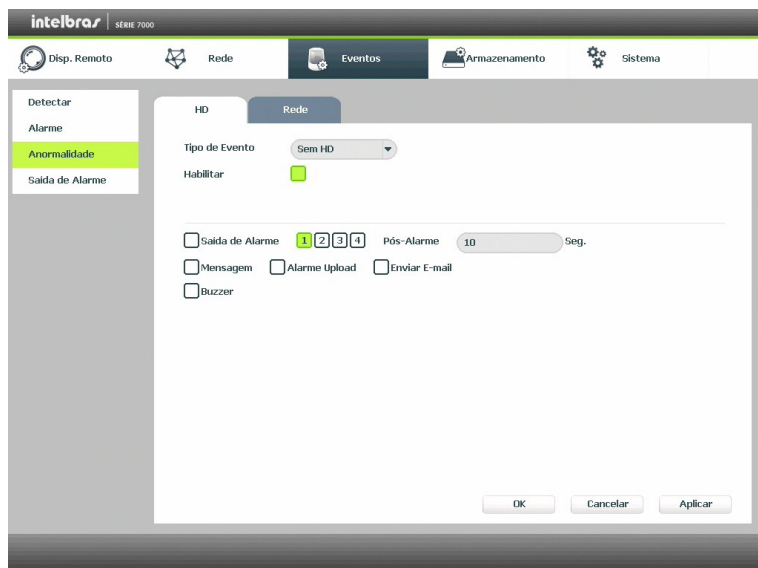 intelbras | SÉRIE 7000
Disp. Remoto
Rede
Eventos
Armazenamento
Sistema
Detectar
Alarme
Anormalidade
Saída de Alarme
HD
Rede
Tipo de Evento
Sem HD
Habilitar
Saída de Alarme
1 2 3 4
Pós-Alarme
10
Seg.
Mensagem
Alarme Upload
Enviar E-mail
Buzzer
OK
Cancelar
Aplicar